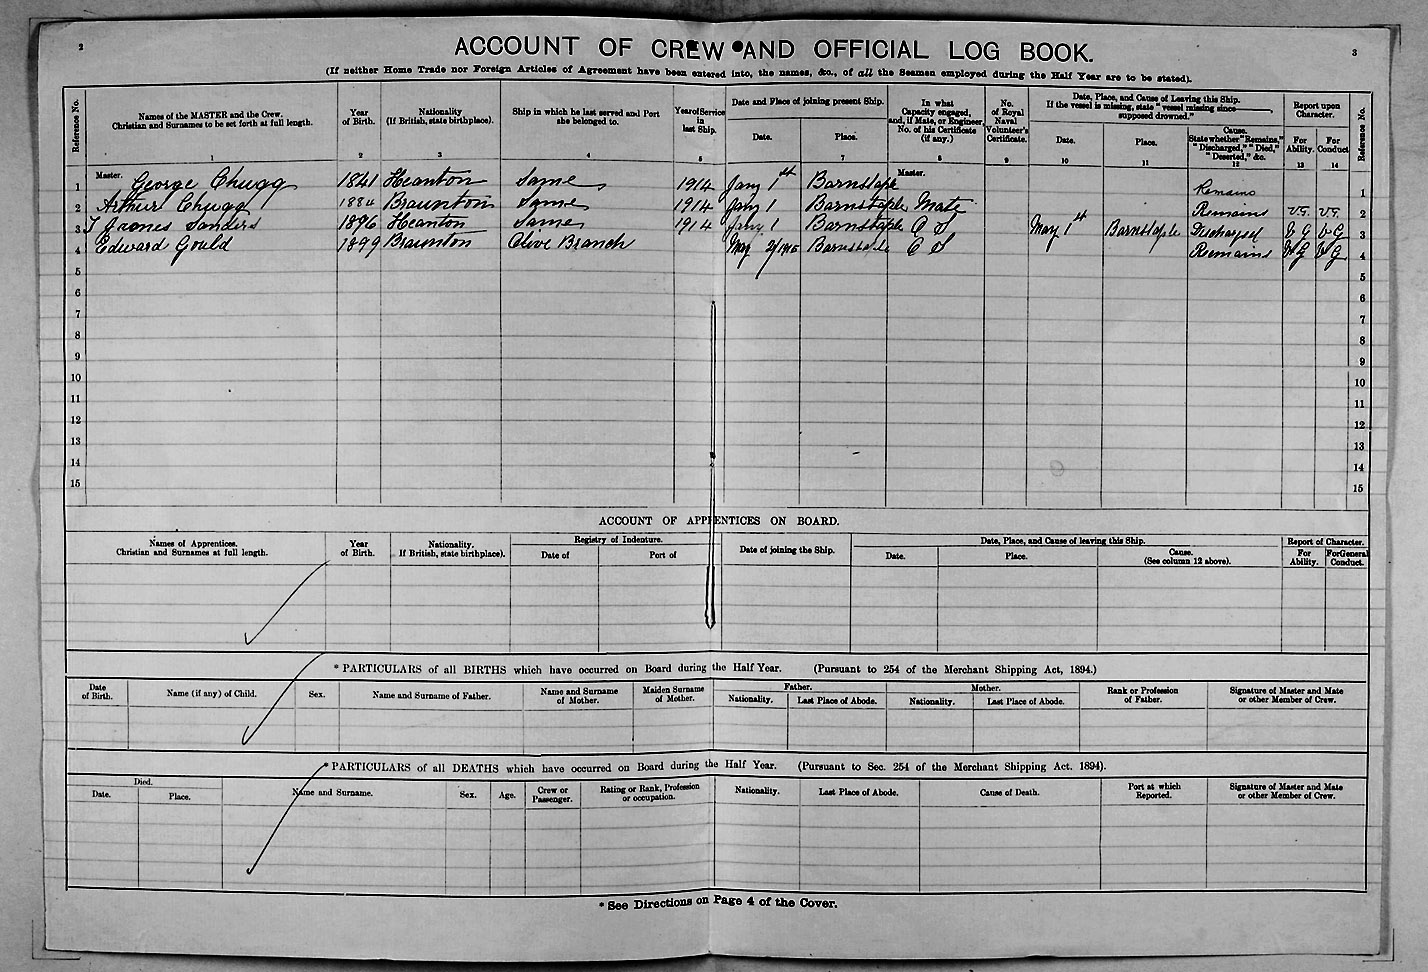 2
ACCOUNT OF CREW AND OFFICIAL LOG BOOK.
3
(If neither Home Trade nor Foreign Articles of Agreement have been entered into, the names, &c., of all the Seamen employed during the Half Year are to be stated).
Reference No. | Names of the MASTER and the Crew. Christian and Surnames to be set forth at full length. | Year of Birth. | Nationality (If British, state birthplace). | Ship in which he last served and Port she belonged to. | Year of Service in last Ship. | Date and Place of joining present Ship. | In what Capacity engaged, and, if Mate, or Engineer, No. of his Certificate (if any.) | No. of Royal Naval Volunteer's Certificate. | Date, Place, and Cause of Leaving this Ship. If the vessel is missing, state "vessel missing since supposed drowned." | Report upon Character. | Reference No.
Date. | Place. | Date. | Place. | Cause. State whether "Remains," "Discharged," "Died," "Deserted," &c. | For Ability. | For Conduct
1 2 3 4 5 7 8 9 10 11 12 13 14
1 Master. George Chugg 1841 Heanton Same 1914 Jany 1st Barnstaple Master. Remains 1
2 Arthur Chugg 1884 Braunton Same 1914 Jany 1 Barnstaple Mate Remains V.G. V.G. 2
3 Sanders 1896 Heanton Same 1914 Jany 1 Barnstaple O S May 1st Barnstaple Discharged V G V G 3
4 Edward Gould 1899 Braunton Olive Branch May Barnstaple O S Remains V G V G 4
5 5
6 6
7 7
8 8
9 9
10 10
11 11
12 12
13 13
14 14
15 15
ACCOUNT OF APPRENTICES ON BOARD.
Names of Apprentices. Christian and Surnames at full length. | Year of Birth. | Nationality. If British, state birthplace). | Registry of Indenture. | Date of joining the Ship. | Date, Place, and Cause of leaving this Ship. | Report of Character.
Date of | Port of | Date. | Place. | Cause. (See column 12 above). | For Ability. | For General Conduct.
* PARTICULARS of all BIRTHS which have occurred on Board during the Half Year. (Pursuant to 254 of the Merchant Shipping Act, 1894.)
Date of Birth. | Name (if any) of Child. | Sex. | Name and Surname of Father. | Name and Surname of Mother. | Maiden Surname of Mother. | Father. | Mother. | Rank or Profession of Father. | Signature of Master and Mate or other Member of Crew.
Nationality. | Last Place of Abode. | Nationality. | Last Place of Abode.
* PARTICULARS of all DEATHS which have occurred on Board during the Half Year. (Pursuant to Sec. 254 of the Merchant Shipping Act. 1894).
Died. | Name and Surname. | Sex. | Age. | Crew or Passenger. | Rating or Rank, Profession or occupation. | Nationality. | Last Place of Abode. | Cause of Death. | Port at which Reported. | Signature of Master and Mate or other Member of Crew.
Date. | Place.
* See Directions on Page 4 of the Cover.